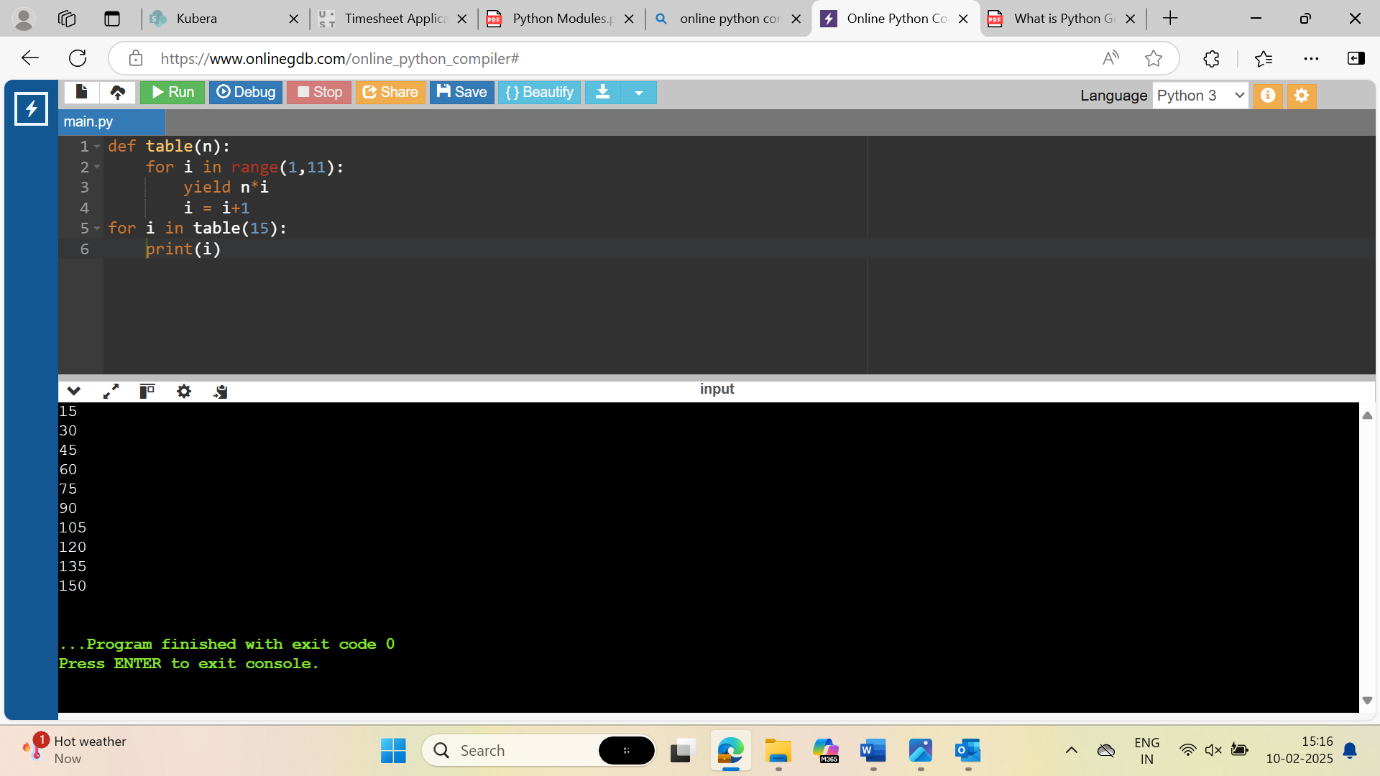 Kubera
Timesheet Applica
Python Modules.p
online python co
Online Python Co
What is Python G
https://www.onlinegdb.com/online_python_compiler#
Run
Debug
Stop
Share
Save
{ } Beautify
Language
Python 3
main.py
1 def table(n):
2     for i in range(1,11):
3         yield n*i
4         i = i+1
5 for i in table(15):
6     print(i)
input
15
30
45
60
75
90
105
120
135
150
...Program finished with exit code 0
Press ENTER to exit console.
1
Hot weather
Now
Search
M365
ENG
IN
15:16
10-02-2025